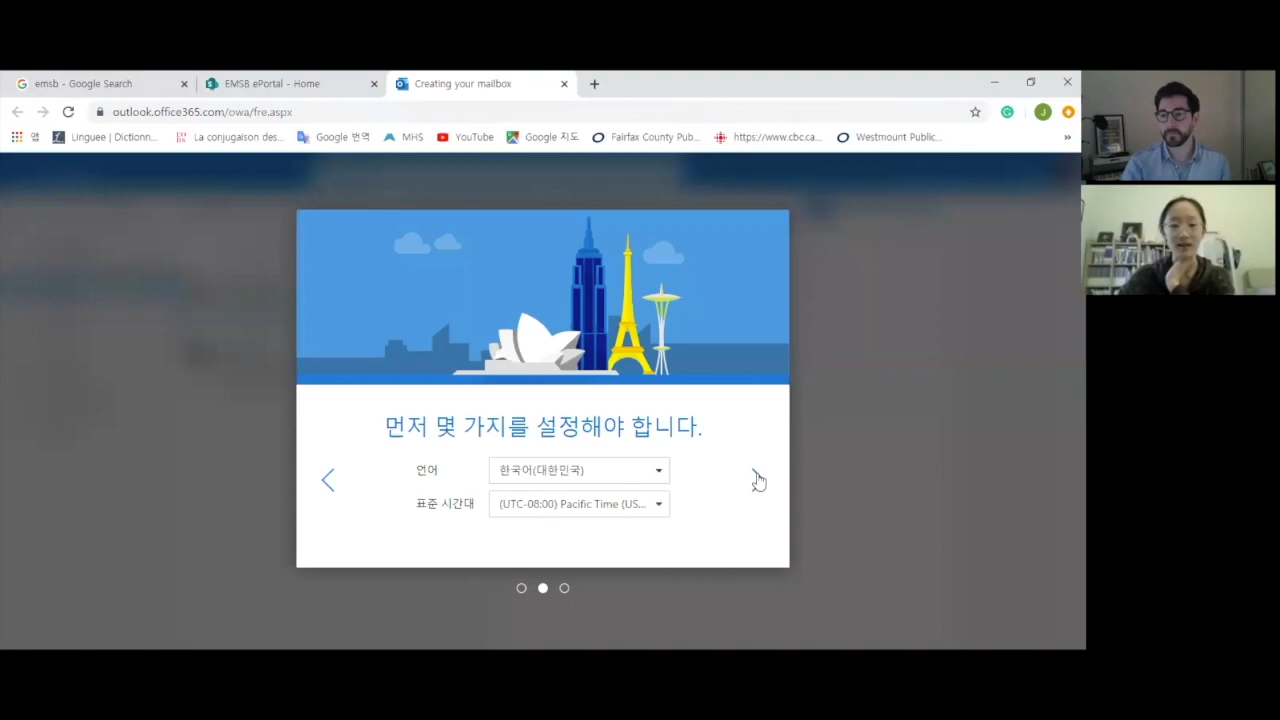 emsb - Google Search
EMSB ePortal - Home
Creating your mailbox
outlook.office365.com/owa/fre.aspx
J
앱
Linguee | Dictionn...
La conjugaison des...
Google 번역
MHS
YouTube
Google 지도
Fairfax County Pub...
https://www.cbc.ca...
Westmount Public...
»
먼저 몇 가지를 설정해야 합니다.
언어
한국어(대한민국)
표준 시간대
(UTC-08:00) Pacific Time (US...